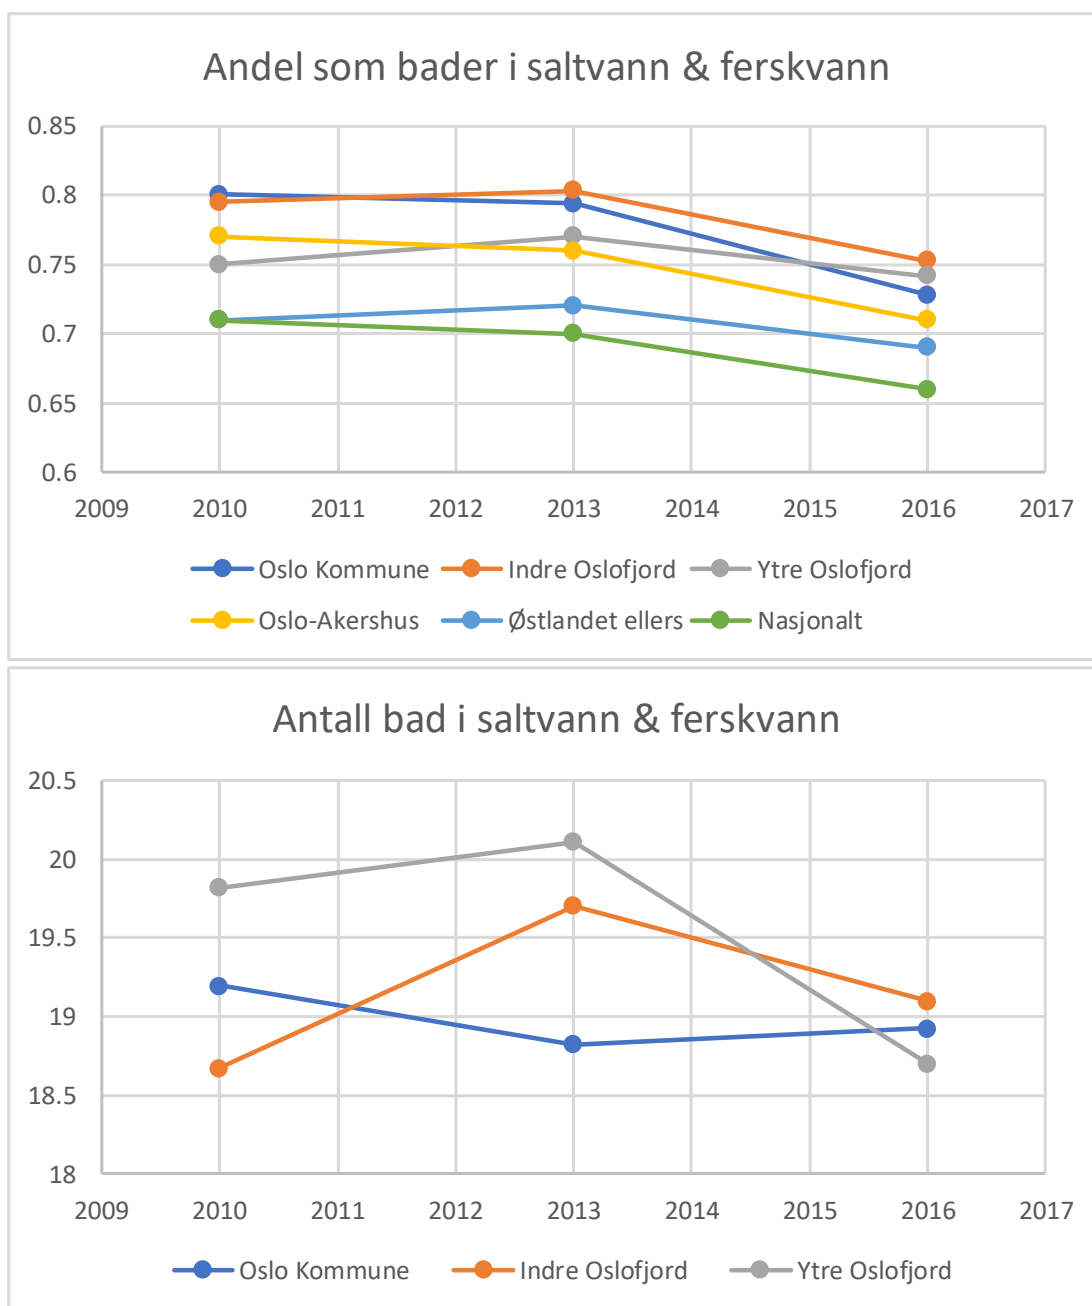 Andel som bader i saltvann & ferskvann
0.85
0.8
0.75
0.7
0.65
0.6
2009 2010 2011 2012 2013 2014 2015 2016 2017
Oslo Kommune Indre Oslofjord Ytre Oslofjord
Oslo-Akershus Østlandet ellers Nasjonalt
Antall bad i saltvann & ferskvann
20.5
20
19.5
19
18.5
18
2009 2010 2011 2012 2013 2014 2015 2016 2017
Oslo Kommune Indre Oslofjord Ytre Oslofjord